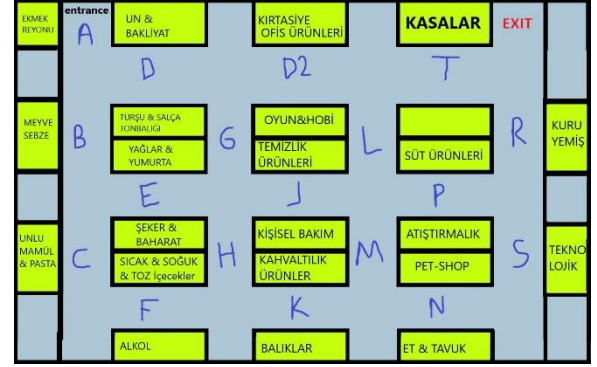 EKMEK
REYONU
entrance
A
UN &
BAKLİYAT
KIRTASİYE
OFİS ÜRÜNLERİ
KASALAR
EXIT
D
D2
T
MEYVE
SEBZE
B
TURŞU & SALÇA
TONBALIGI
YAĞLAR &
YUMURTA
G
OYUN&HOBİ
TEMİZLİK
ÜRÜNLERİ
L
SÜT ÜRÜNLERİ
R
KURU
YEMİŞ
E
J
P
UNLU
MAMÜL
& PASTA
C
ŞEKER &
BAHARAT
SICAK & SOĞUK
& TOZ İçecekler
H
KİŞİSEL BAKIM
KAHVALTILIK
ÜRÜNLER
M
ATIŞTIRMALIK
PET-SHOP
S
TEKNO
LOJİK
F
K
N
ALKOL
BALIKLAR
ET & TAVUK